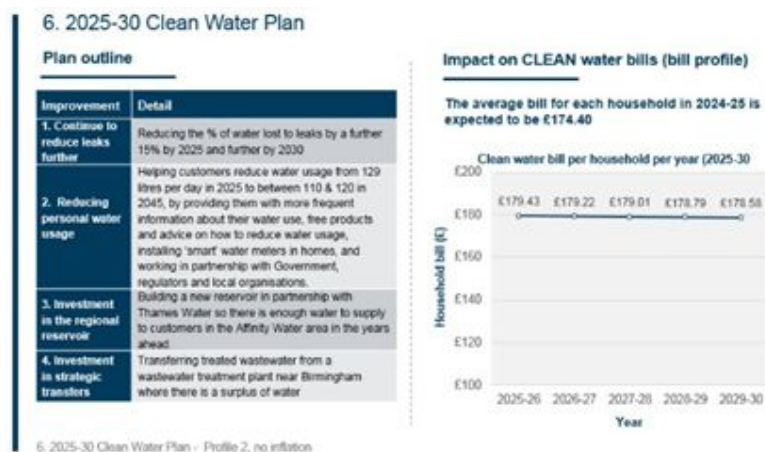 6. 2025-30 Clean Water Plan
Plan outline
Improvement Detail
1. Continue to
reduce leaks
further
Reducing the % of water lost to leaks by a further
15% by 2025 and further by 2030
2. Reducing
personal water
usage
Helping customers reduce water usage from 129
litres per day in 2025 to between 110 & 120 in
2045, by providing them with more frequent
information about their water use, free products
and advice on how to reduce water usage,
installing 'smart' water meters in homes, and
working in partnership with Government,
regulators and local organisations.
3. Investment
in the regional
reservoir
Building a new reservoir in partnership with
Thames Water so there is enough water to supply
to customers in the Affinity Water area in the years
ahead
4. Investment
in strategic
transfers
Transferring treated wastewater from a
wastewater treatment plant near Birmingham
where there is a surplus of water
6. 2025-30 Clean Water Plan - Profile 2, no inflation
Impact on CLEAN water bills (bill profile)
The average bill for each household in 2024-25 is
expected to be £174.40
Clean water bill per household per year (2025-30
Household bill (£)
£200
£180
£160
£140
£120
£100
£179.43 £179.22 £179.01 £178.79 £178.58
2025-26 2026-27 2027-28 2028-29 2029-30
Year